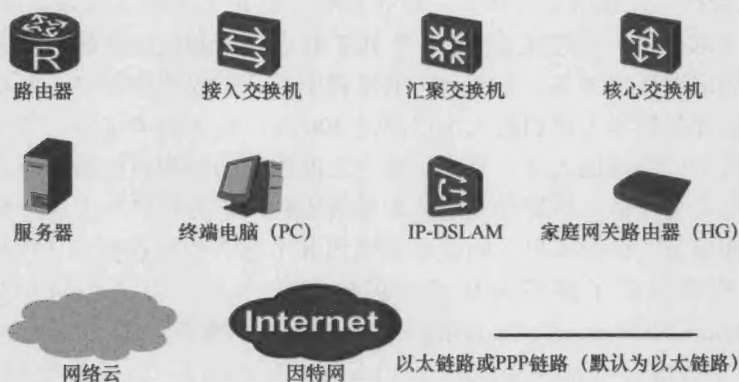 R
路由器
接入交换机
汇聚交换机
核心交换机
服务器
终端电脑（PC）
IP-DSLAM
家庭网关路由器（HG）
网络云
Internet
因特网
以太链路或PPP链路（默认为以太链路）